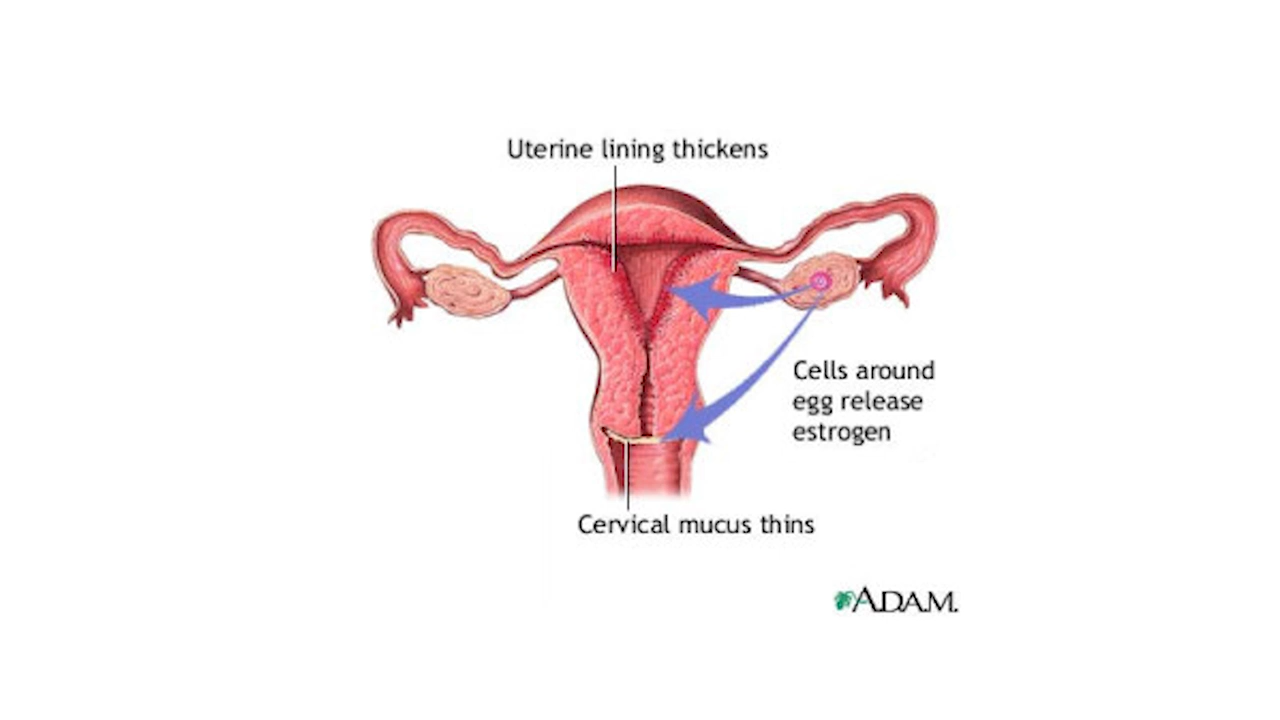 Uterine lining thickens
Cells around
egg release
estrogen
Cervical mucus thins
A.D.A.M.